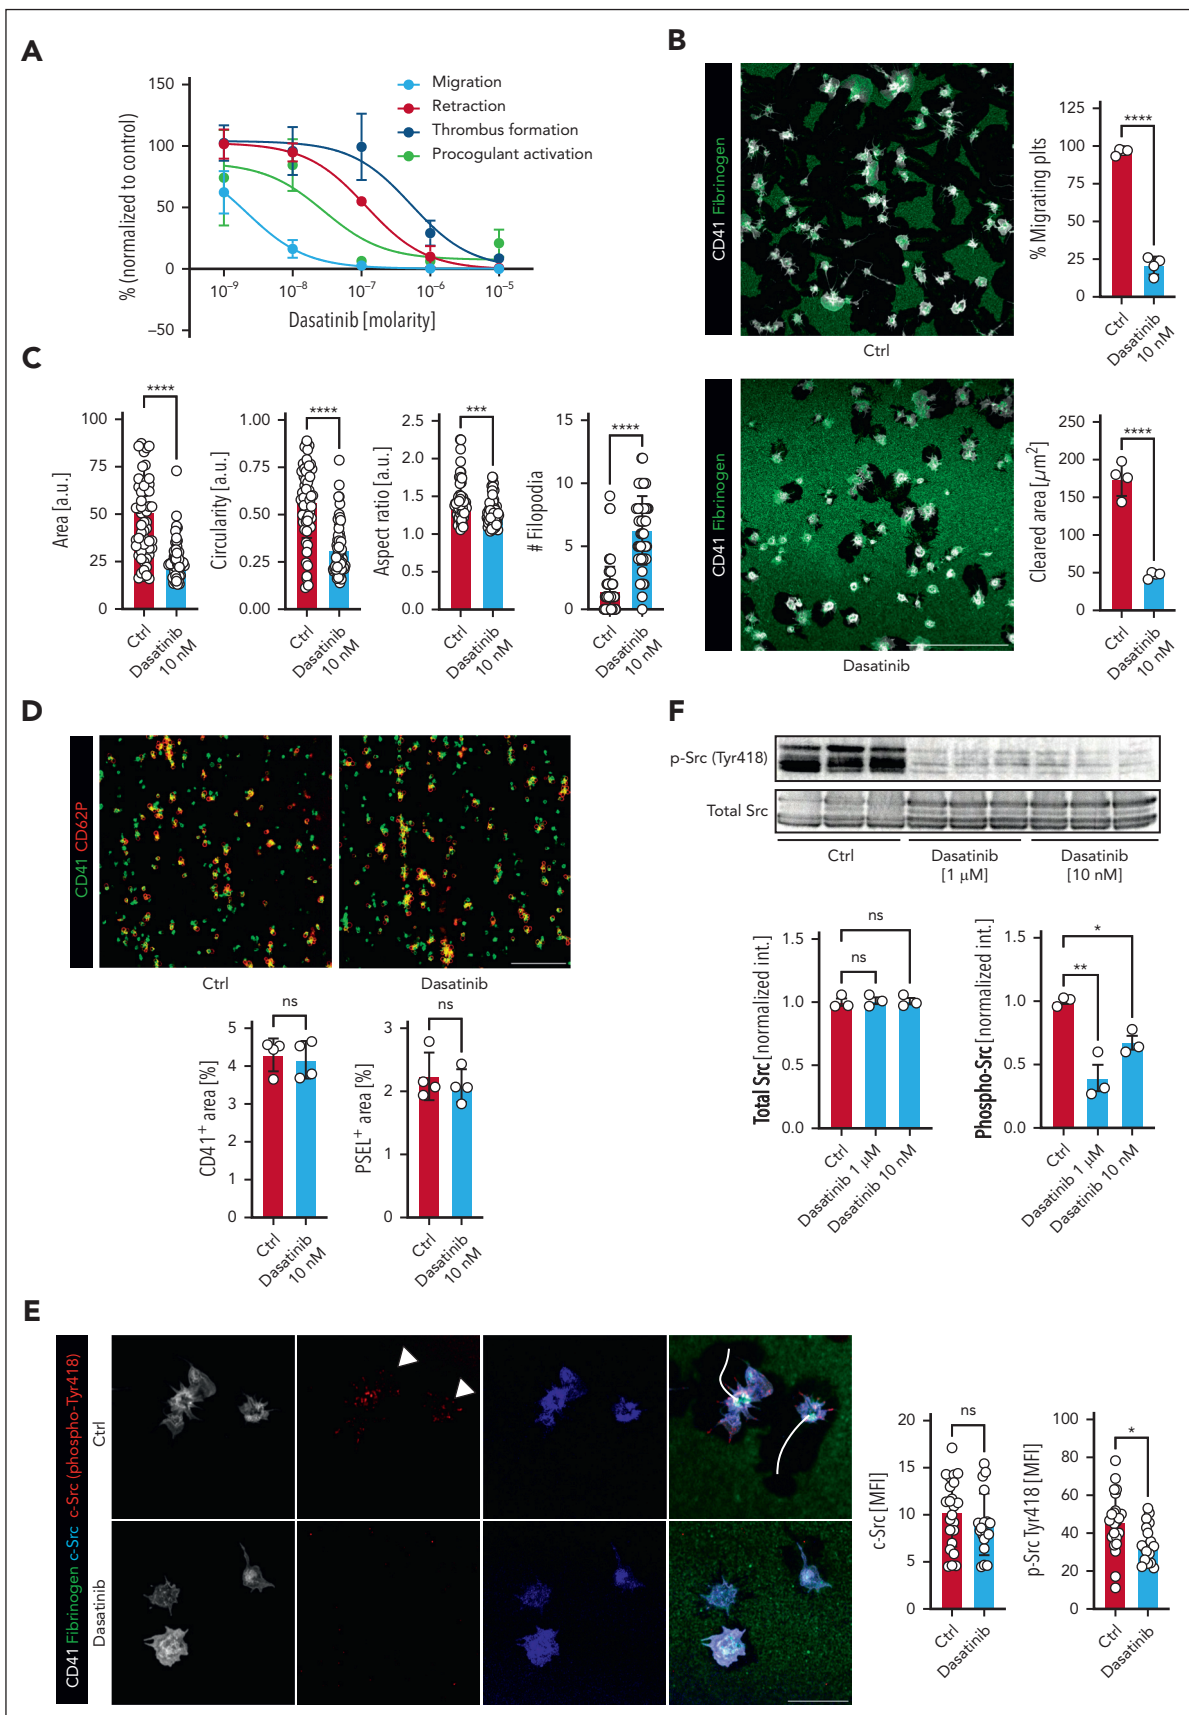 A
150
100
50
0
–50
% (normalized to control)
10⁻⁹
10⁻⁸
10⁻⁷
10⁻⁶
10⁻⁵
Dasatinib [molarity]
Migration
Retraction
Thrombus formation
Procogulant activation
B
CD41 Fibrinogen
Ctrl
% Migrating plts
125
100
75
50
25
0
****
Ctrl
Dasatinib
10 nM
CD41 Fibrinogen
Dasatinib
Cleared area [µm²]
250
200
150
100
50
0
****
Ctrl
Dasatinib
10 nM
C
Area [a.u.]
100
75
50
25
0
****
Ctrl
Dasatinib
10 nM
Circularity [a.u.]
1.00
0.75
0.50
0.25
0.00
****
Ctrl
Dasatinib
10 nM
Aspect ratio [a.u.]
2.5
2.0
1.5
1.0
0.5
0.0
***
Ctrl
Dasatinib
10 nM
# Filopodia
15
10
5
0
****
Ctrl
Dasatinib
10 nM
D
CD41 CD62P
Ctrl
Dasatinib
CD41⁺ area [%]
5
4
3
2
1
0
ns
Ctrl
Dasatinib
10 nM
PSEL⁺ area [%]
3
2
1
0
ns
Ctrl
Dasatinib
10 nM
F
p-Src (Tyr418)
Total Src
Ctrl
Dasatinib
[1 µM]
Dasatinib
[10 nM]
Total Src [normalized int.]
1.5
1.0
0.5
0.0
ns
ns
Ctrl
Dasatinib 1 µM
Dasatinib 10 nM
Phospho-Src [normalized int.]
1.5
1.0
0.5
0.0
*
**
Ctrl
Dasatinib 1 µM
Dasatinib 10 nM
E
CD41 Fibrinogen c-Src c-Src (phospho-Tyr418)
Ctrl
Dasatinib
c-Src [MFI]
20
15
10
5
0
ns
Ctrl
Dasatinib
p-Src Tyr418 [MFI]
100
80
60
40
20
0
*
Ctrl
Dasatinib